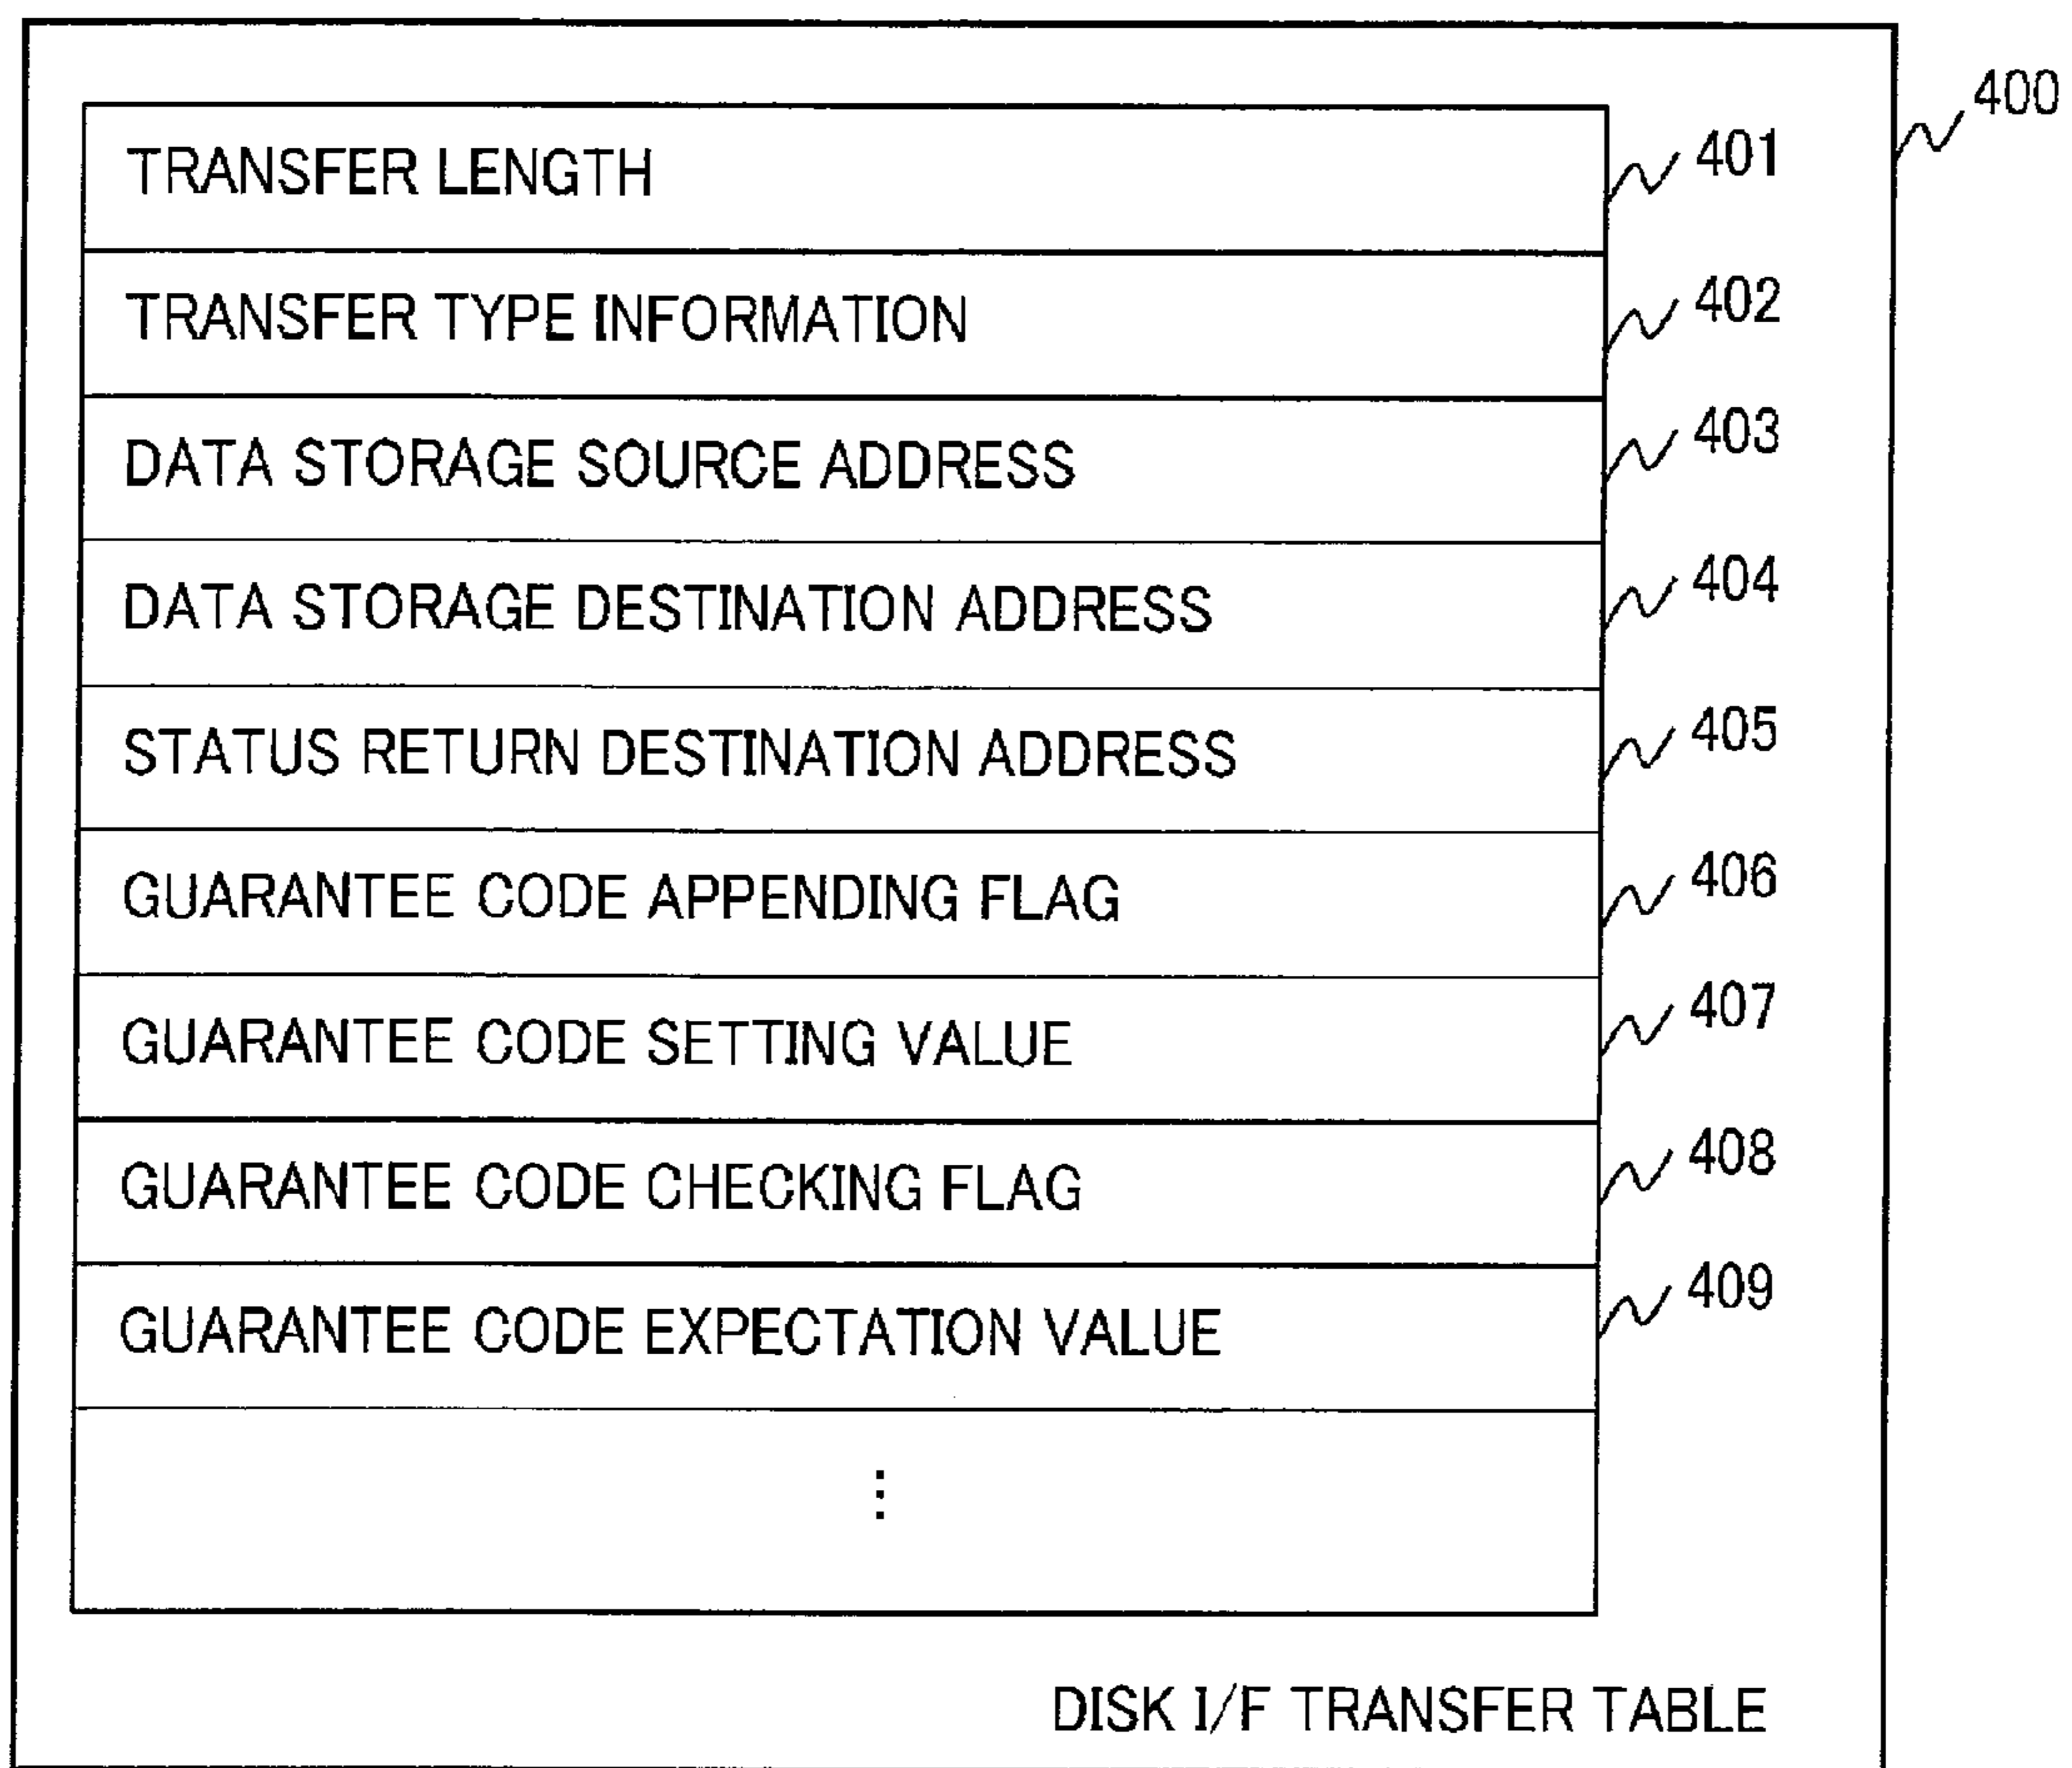 400
TRANSFER LENGTH 401
TRANSFER TYPE INFORMATION 402
DATA STORAGE SOURCE ADDRESS 403
DATA STORAGE DESTINATION ADDRESS 404
STATUS RETURN DESTINATION ADDRESS 405
GUARANTEE CODE APPENDING FLAG 406
GUARANTEE CODE SETTING VALUE 407
GUARANTEE CODE CHECKING FLAG 408
GUARANTEE CODE EXPECTATION VALUE 409
⋮
DISK I/F TRANSFER TABLE